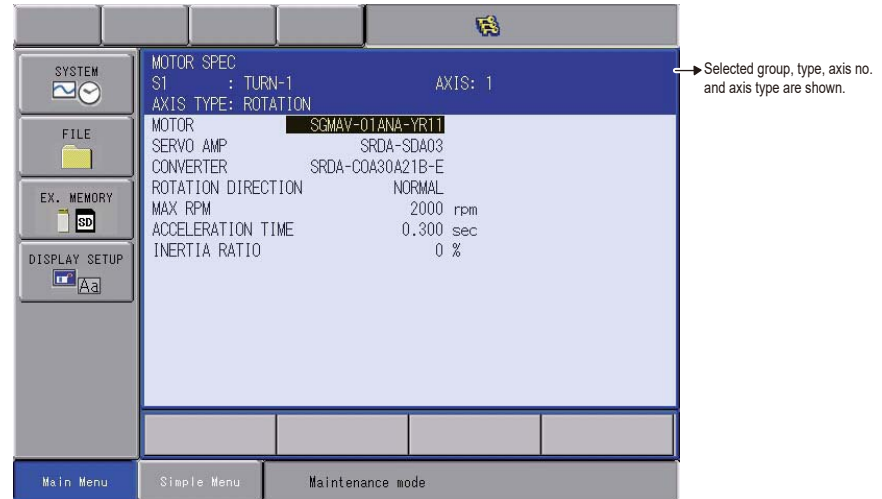 SYSTEM
FILE
EX. MEMORY
SD
DISPLAY SETUP
Aa
MOTOR SPEC
S1 : TURN-1 AXIS: 1
AXIS TYPE: ROTATION
MOTOR SGMAV-01ANA-YR11
SERVO AMP SRDA-SDA03
CONVERTER SRDA-COA30A21B-E
ROTATION DIRECTION NORMAL
MAX RPM 2000 rpm
ACCELERATION TIME 0.300 sec
INERTIA RATIO 0 %
Selected group, type, axis no.
and axis type are shown.
Main Menu Simple Menu Maintenance mode